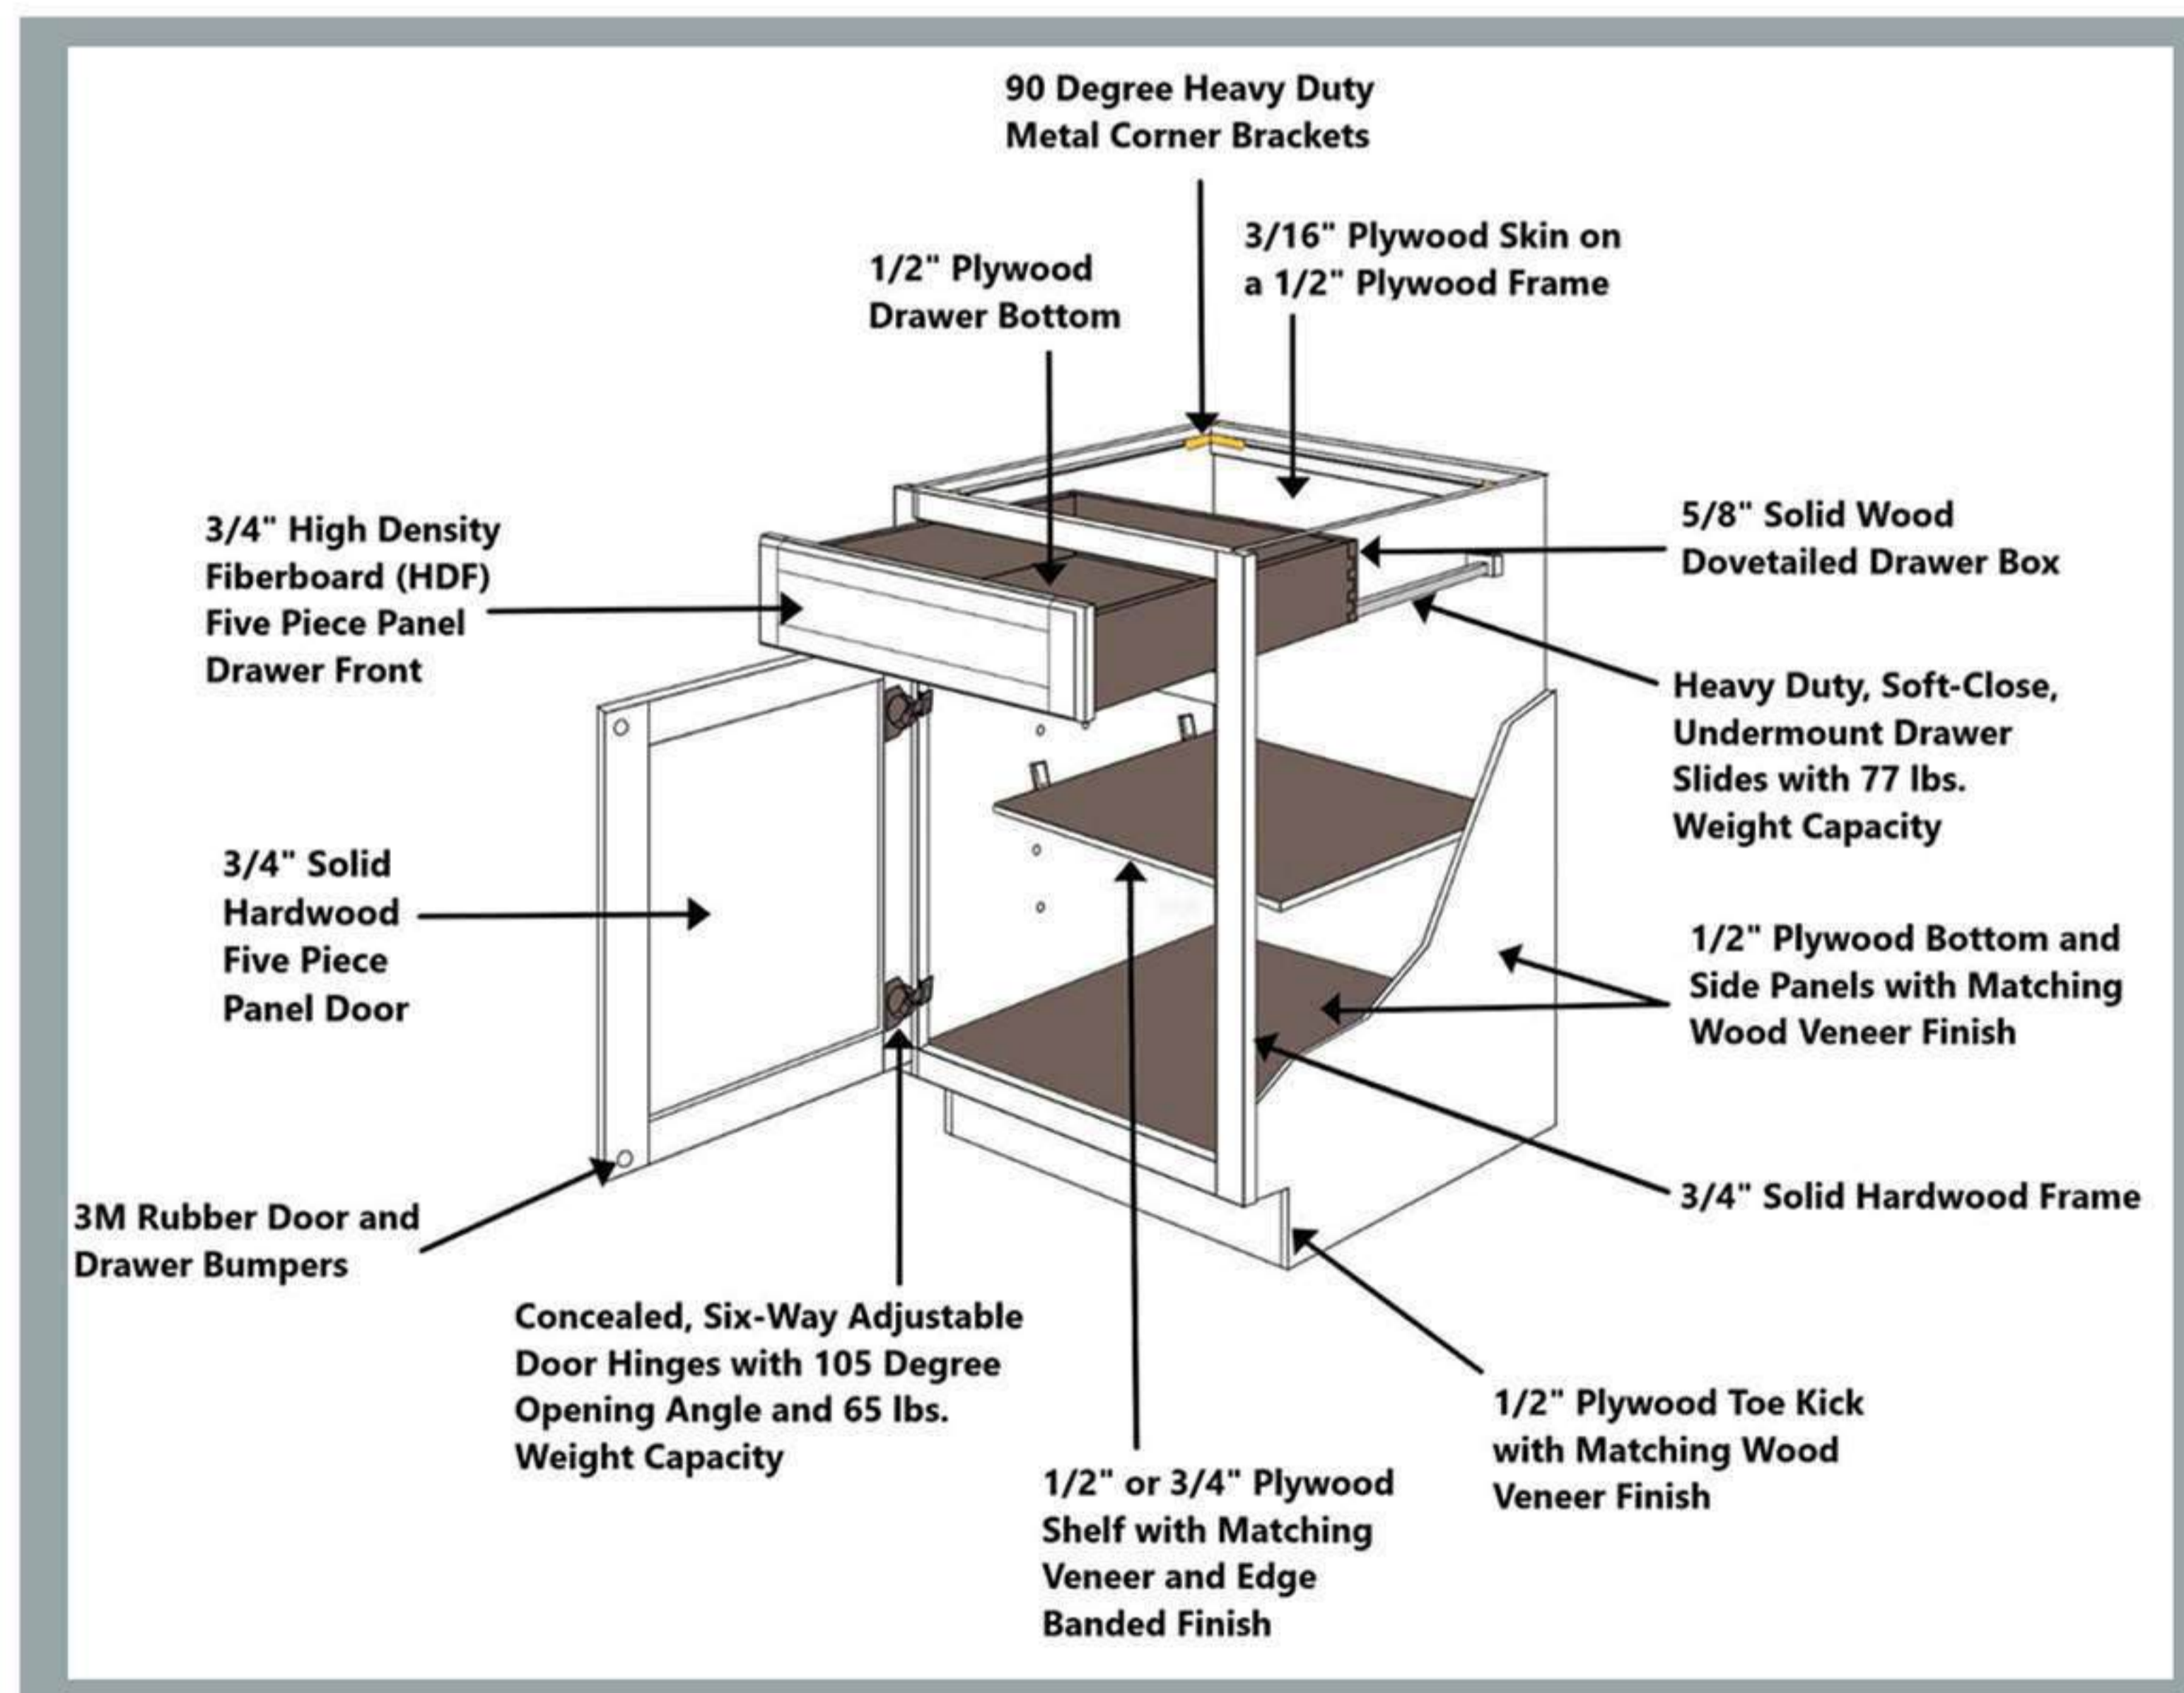 90 Degree Heavy Duty
Metal Corner Brackets
3/16" Plywood Skin on
a 1/2" Plywood Frame
1/2" Plywood
Drawer Bottom
3/4" High Density
Fiberboard (HDF)
Five Piece Panel
Drawer Front
5/8" Solid Wood
Dovetailed Drawer Box
Heavy Duty, Soft-Close,
Undermount Drawer
Slides with 77 lbs.
Weight Capacity
3/4" Solid
Hardwood
Five Piece
Panel Door
1/2" Plywood Bottom and
Side Panels with Matching
Wood Veneer Finish
3/4" Solid Hardwood Frame
3M Rubber Door and
Drawer Bumpers
Concealed, Six-Way Adjustable
Door Hinges with 105 Degree
Opening Angle and 65 lbs.
Weight Capacity
1/2" Plywood Toe Kick
with Matching Wood
Veneer Finish
1/2" or 3/4" Plywood
Shelf with Matching
Veneer and Edge
Banded Finish